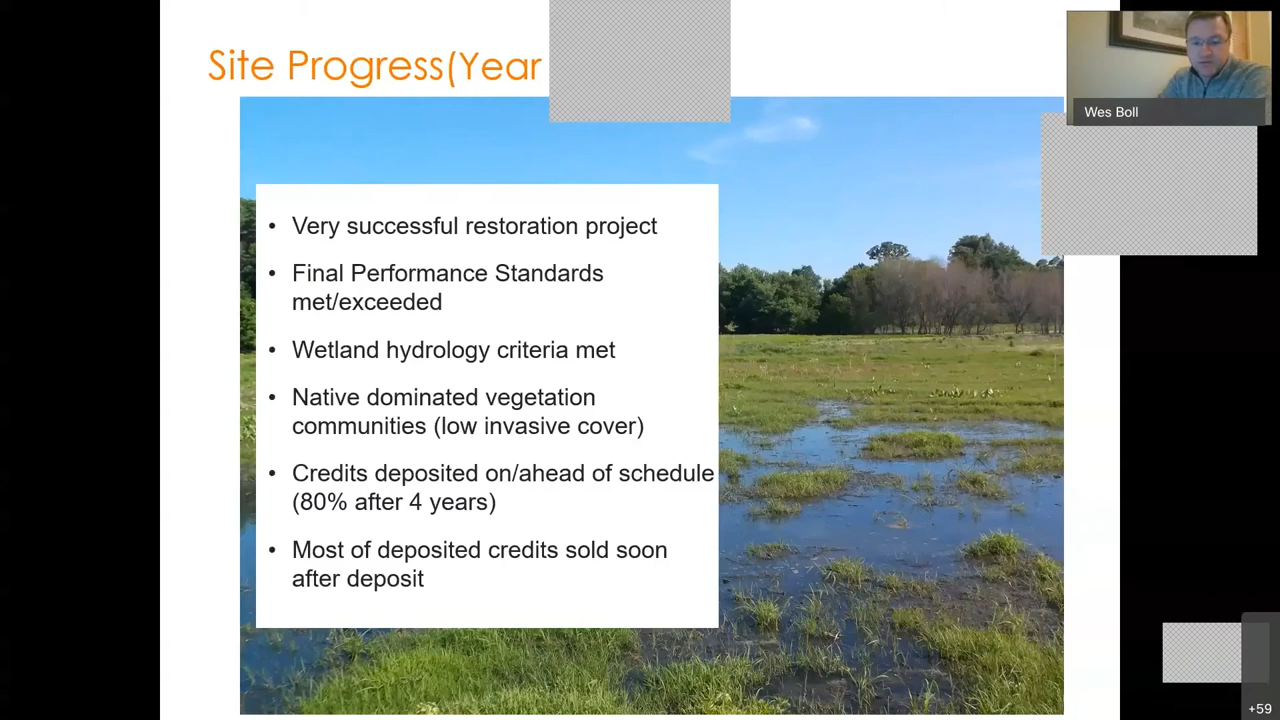 Site Progress(Year
Wes Boll
• Very successful restoration project
• Final Performance Standards
met/exceeded
• Wetland hydrology criteria met
• Native dominated vegetation
communities (low invasive cover)
• Credits deposited on/ahead of schedule
(80% after 4 years)
• Most of deposited credits sold soon
after deposit
+59